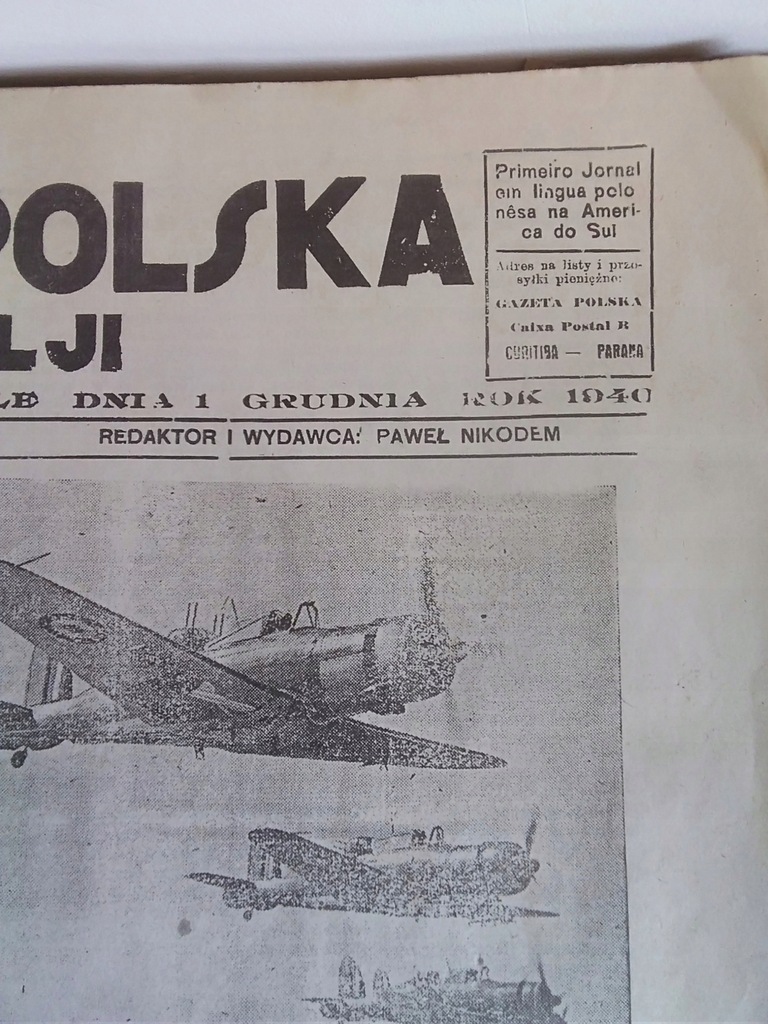 POLSKA
LJI
Primeiro Jornal
em lingua polo
nêsa na Ameri-
ca do Sul
Adres na listy i prze-
syłki pieniężne:
GAZETA POLSKA
Caixa Postal B
CURITIBA — PARANA
LE DNIA 1 GRUDNIA ROK 1940
REDAKTOR I WYDAWCA: PAWEŁ NIKODEM